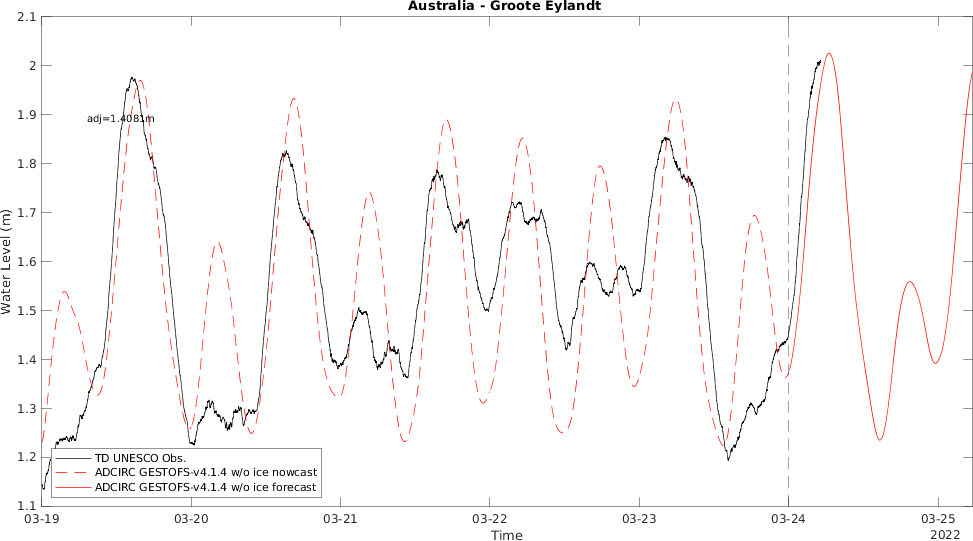 Australia - Groote Eylandt
2.1
2
1.9
1.8
1.7
1.6
1.5
1.4
1.3
1.2
1.1
Water Level (m)
adj=1.4081m
TD UNESCO Obs.
ADCIRC GESTOFS-v4.1.4 w/o ice nowcast
ADCIRC GESTOFS-v4.1.4 w/o ice forecast
03-19 03-20 03-21 03-22 03-23 03-24 03-25
Time
2022